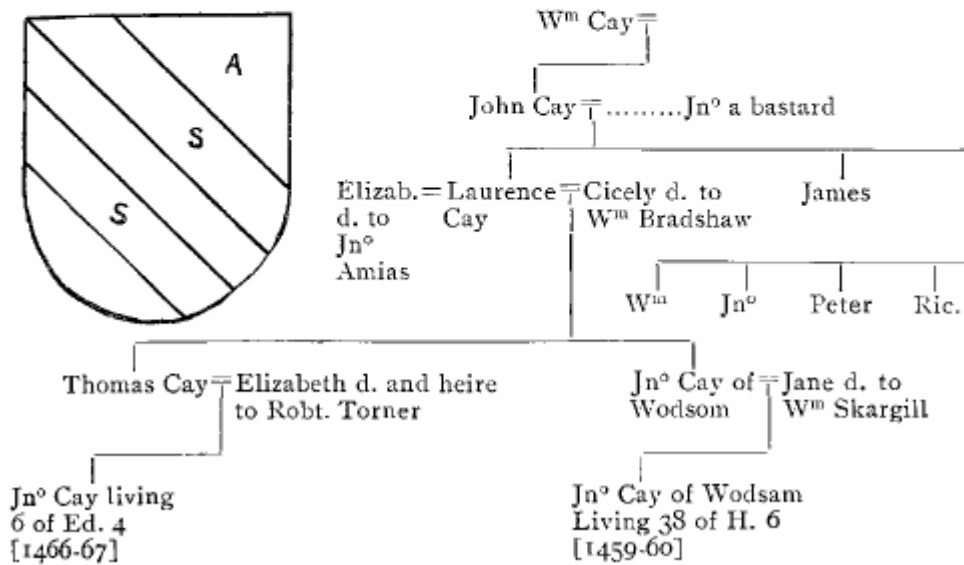 A
S
S
Wᵐ Cay
John Cay = .........Jnᵒ a bastard
Elizab. = Laurence = Cicely d. to
d. to Cay Wᵐ Bradshaw
Jnᵒ
Amias
James
Wᵐ Jnᵒ Peter Ric.
Thomas Cay = Elizabeth d. and heire
to Robt. Torner
Jnᵒ Cay of = Jane d. to
Wodsom Wᵐ Skargill
Jnᵒ Cay living
6 of Ed. 4
[1466-67]
Jnᵒ Cay of Wodsam
Living 38 of H. 6
[1459-60]